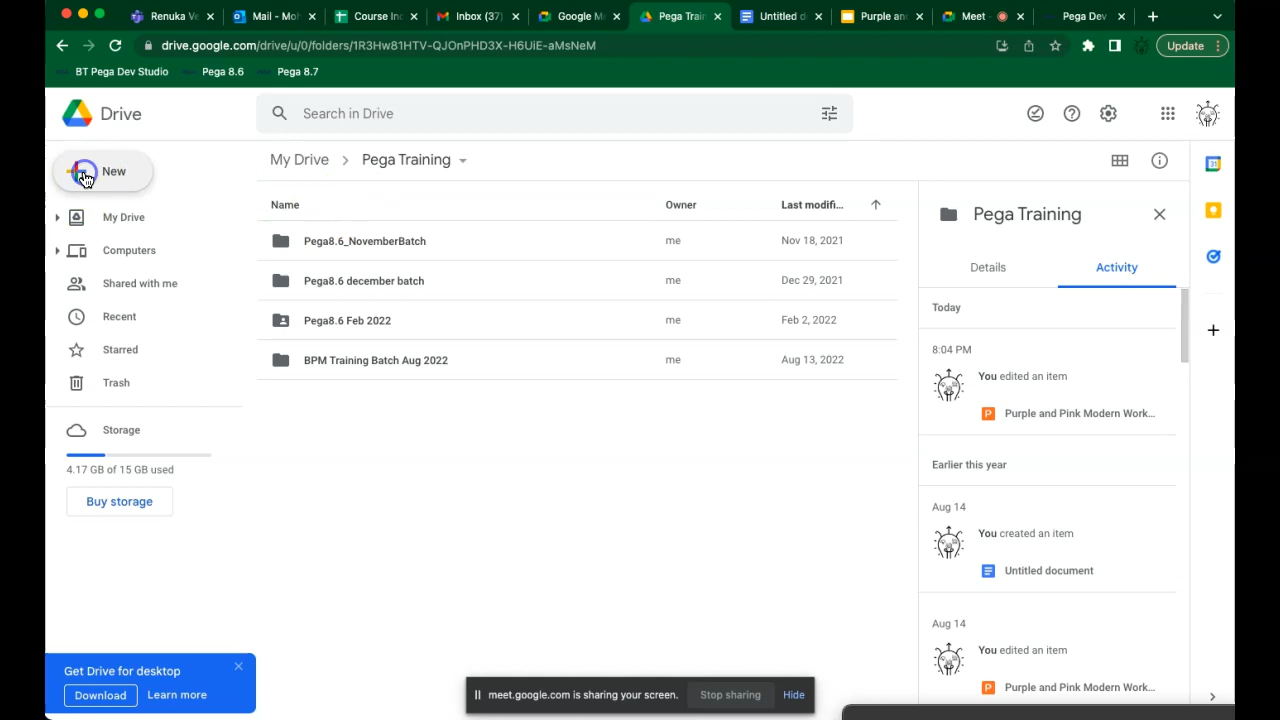 Renuka Ve
Mail - Moh
Course Inc
Inbox (37)
Google Me
Pega Train
Untitled d
Purple and
Meet -
Pega Dev
drive.google.com/drive/u/0/folders/1R3Hw81HTV-QJOnPHD3X-H6UiE-aMsNeM
Update
BT Pega Dev Studio
Pega 8.6
Pega 8.7
Drive
Search in Drive
New
My Drive
Pega Training
My Drive
Computers
Shared with me
Recent
Starred
Trash
Storage
4.17 GB of 15 GB used
Buy storage
Name
Owner
Last modifi...
Pega8.6_NovemberBatch
me
Nov 18, 2021
Pega8.6 december batch
me
Dec 29, 2021
Pega8.6 Feb 2022
me
Feb 2, 2022
BPM Training Batch Aug 2022
me
Aug 13, 2022
Pega Training
Details
Activity
Today
8:04 PM
You edited an item
Purple and Pink Modern Work...
Earlier this year
Aug 14
You created an item
Untitled document
Aug 14
You edited an item
Purple and Pink Modern Work...
31
Get Drive for desktop
Download
Learn more
meet.google.com is sharing your screen.
Stop sharing
Hide